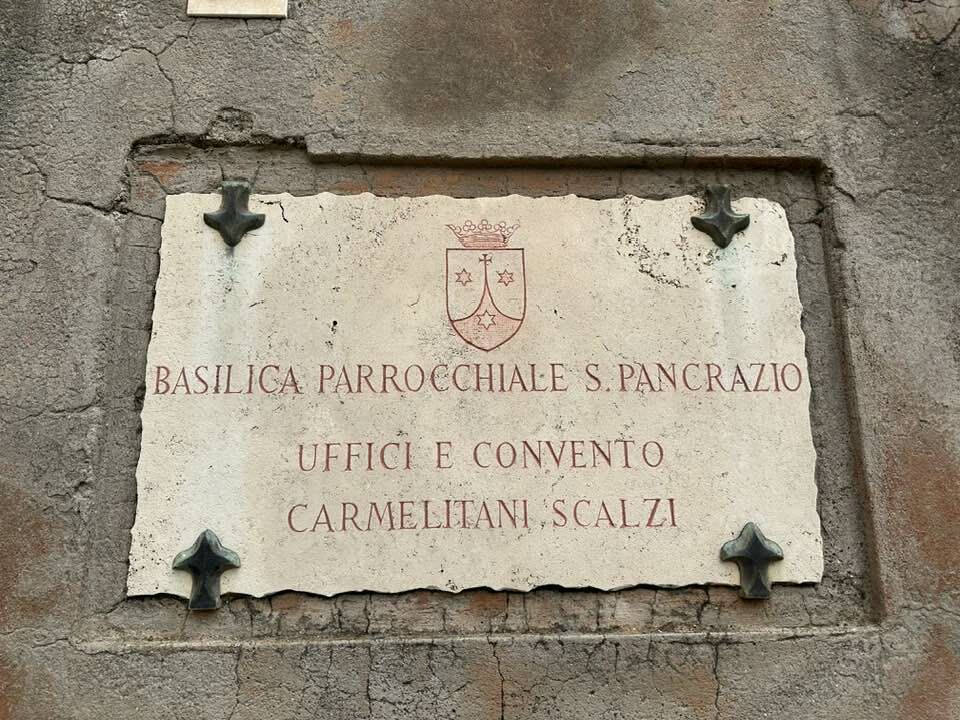 BASILICA PARROCCHIALE S. PANCRAZIO
UFFICI E CONVENTO
CARMELITANI SCALZI